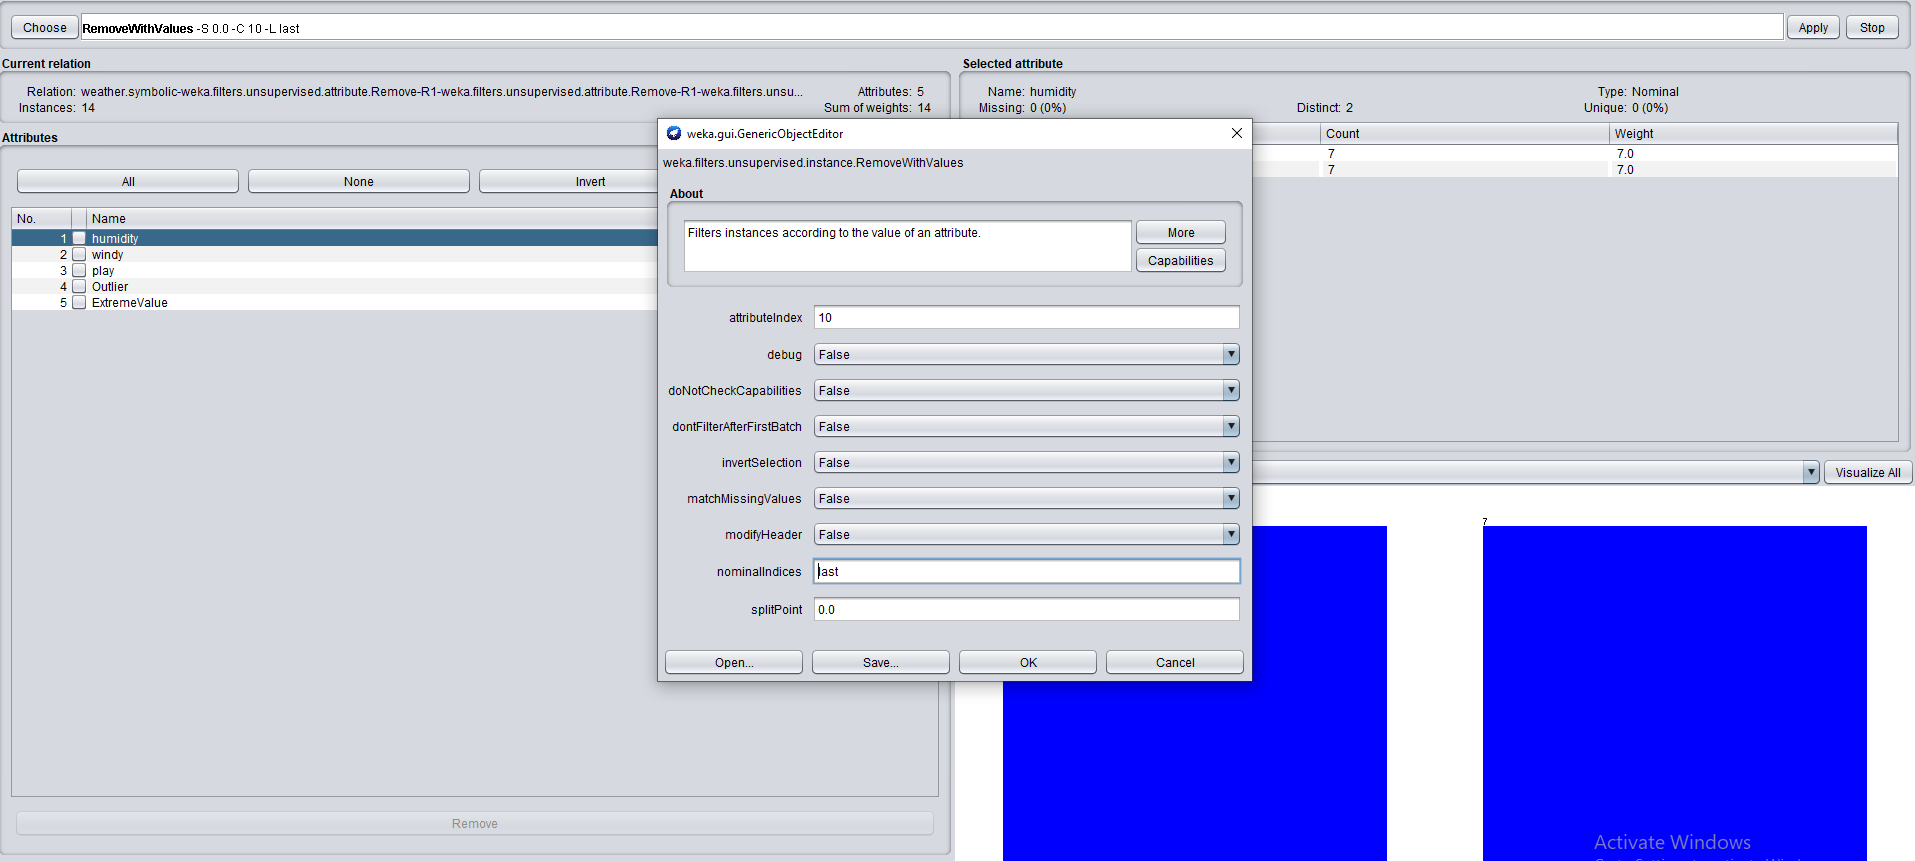 Choose
RemoveWithValues -S 0.0 -C 10 -L last
Apply
Stop
Current relation
Relation: weather.symbolic-weka.filters.unsupervised.attribute.Remove-R1-weka.filters.unsupervised.attribute.Remove-R1-weka.filters.unsu...
Attributes: 5
Instances: 14
Sum of weights: 14
Selected attribute
Name: humidity
Type: Nominal
Missing: 0 (0%)
Distinct: 2
Unique: 0 (0%)
Attributes
All
None
Invert
No.
Name
1 humidity
2 windy
3 play
4 Outlier
5 ExtremeValue
Remove
Count
Weight
7 7.0
7 7.0
weka.gui.GenericObjectEditor
weka.filters.unsupervised.instance.RemoveWithValues
About
Filters instances according to the value of an attribute.
More
Capabilities
attributeIndex 10
debug False
doNotCheckCapabilities False
dontFilterAfterFirstBatch False
invertSelection False
matchMissingValues False
modifyHeader False
nominalIndices last
splitPoint 0.0
Open...
Save...
OK
Cancel
Visualize All
7
Activate Windows